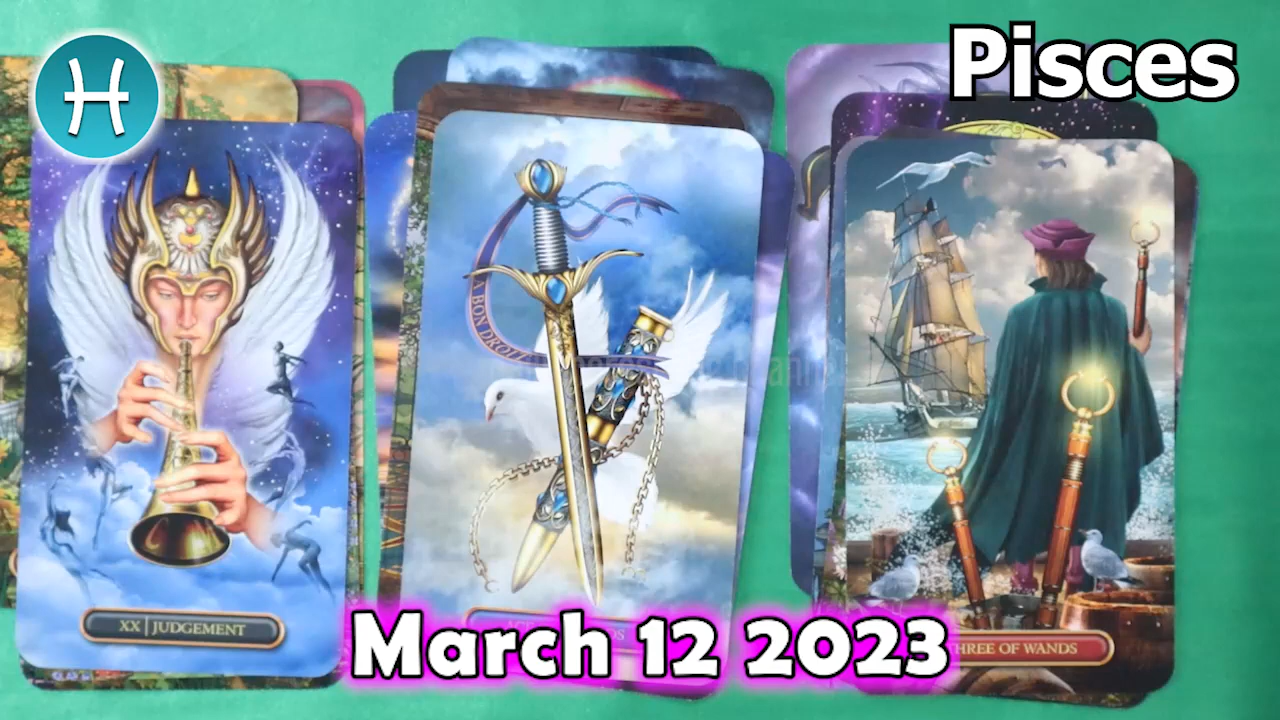 Pisces
A BON DROIT
XX | JUDGEMENT
THREE OF WANDS
March 12 2023